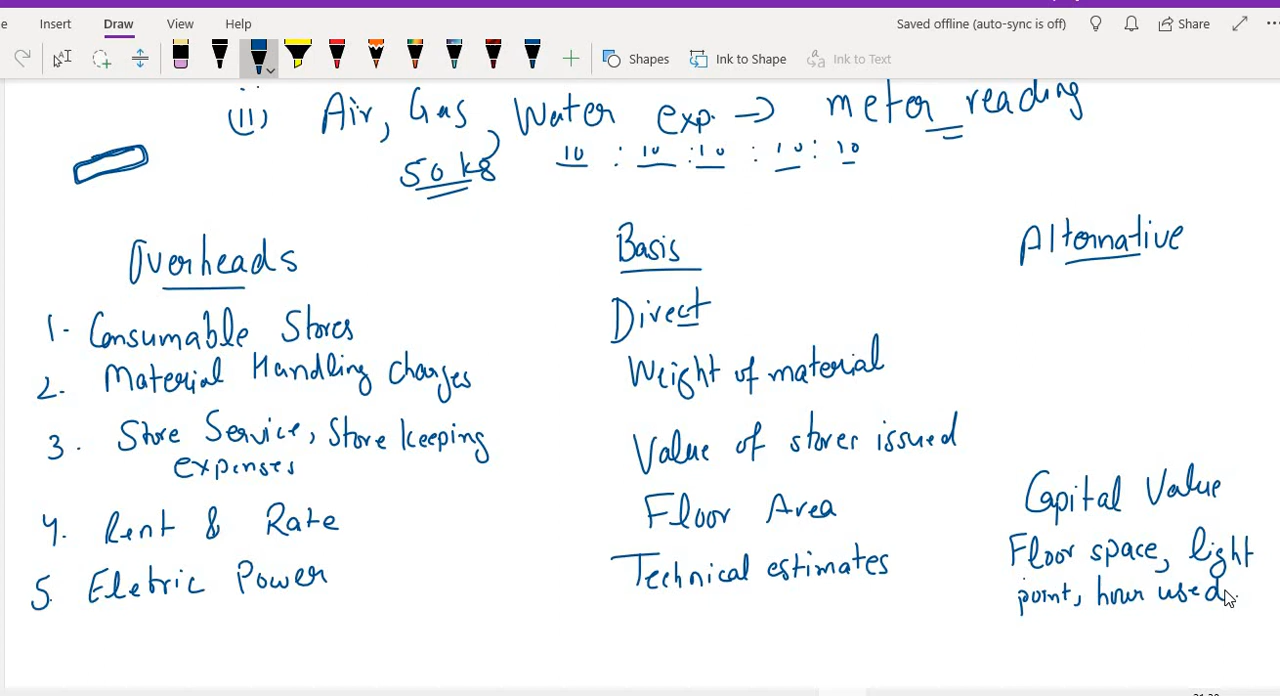 Insert Draw View Help Saved offline (auto-sync is off) Share
Shapes Ink to Shape Ink to Text
(ii) Air, Gas, Water exp. → meter reading
50 kg 10 : 10 : 10 : 10 : 10
Overheads Basis Alternative
1. Consumable Stores Direct
2. Material Handling Charges Weight of material
3. Store Service, Store keeping Value of stores issued
expenses
4. Rent & Rate Floor Area Capital Value
5. Eletric Power Technical estimates Floor space, light
point, hour used